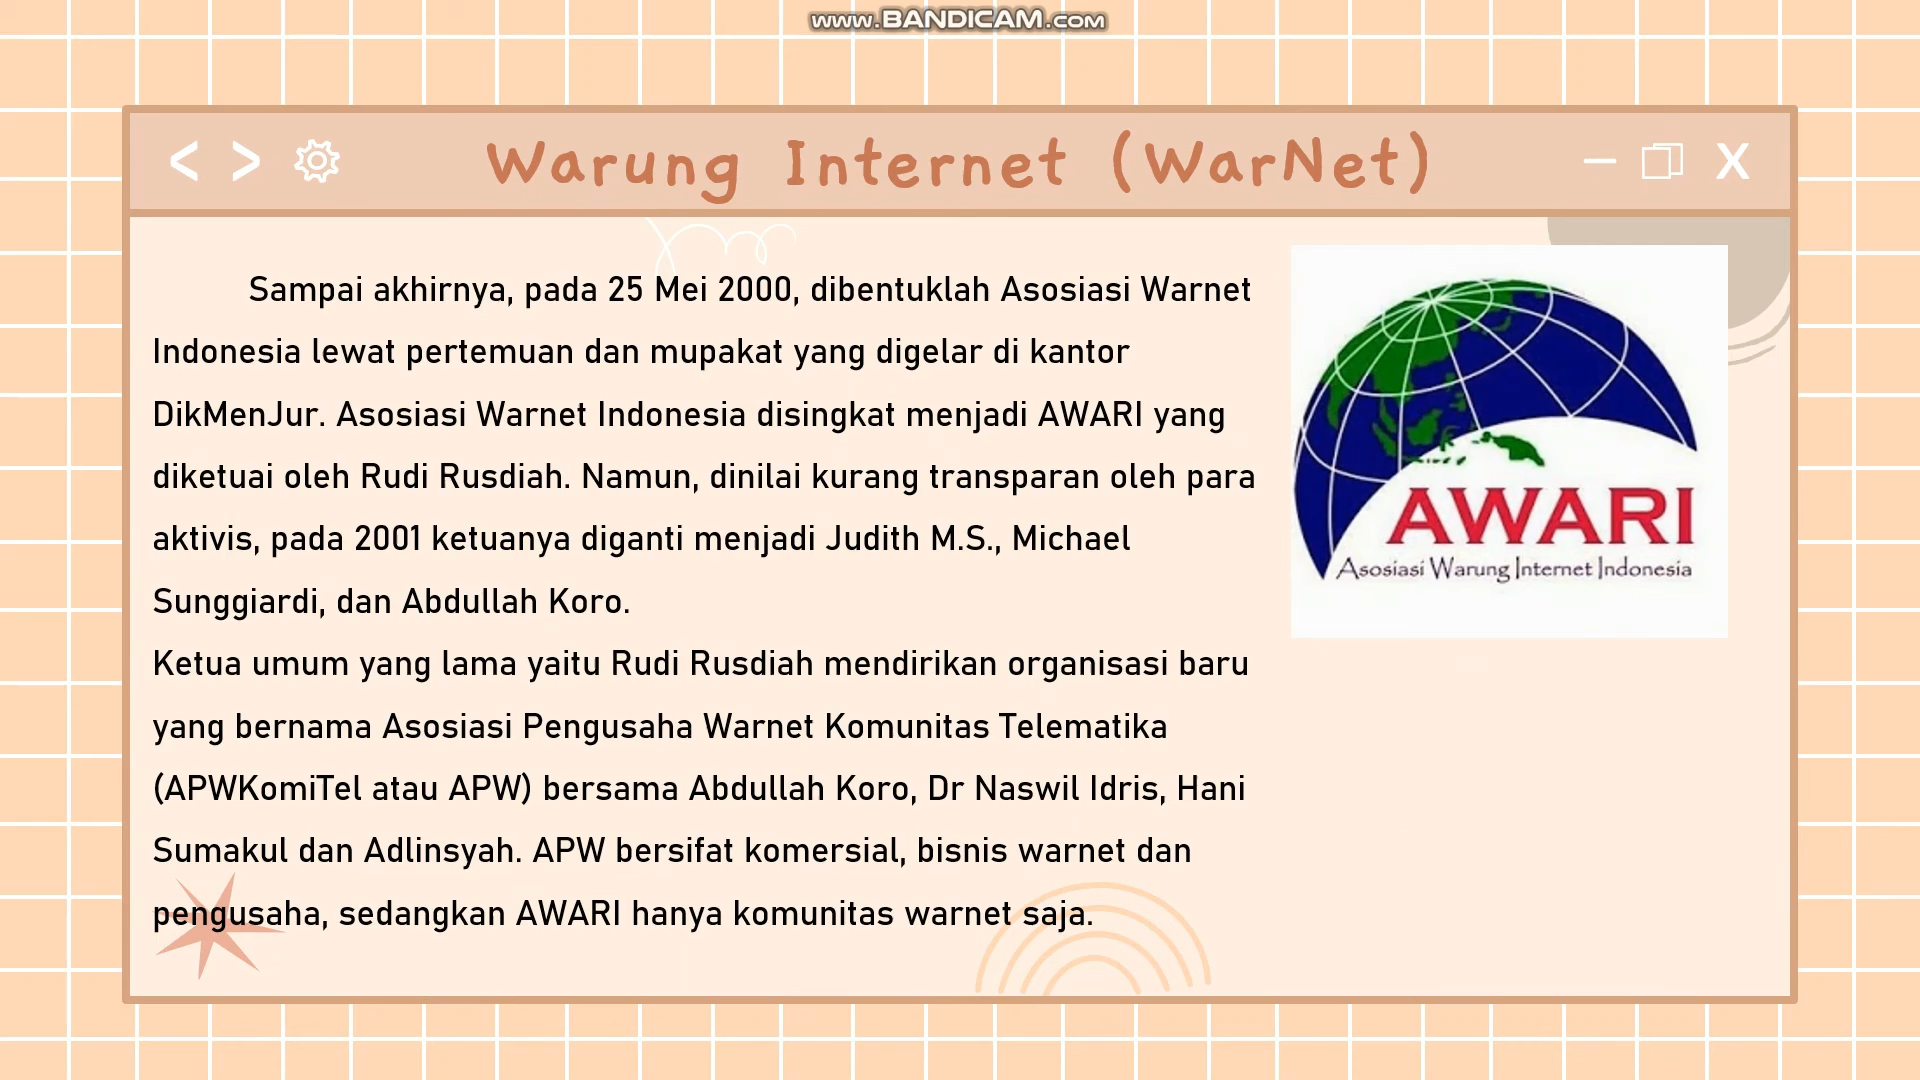 www.BANDICAM.com
Warung Internet (WarNet)
Sampai akhirnya, pada 25 Mei 2000, dibentuklah Asosiasi Warnet
Indonesia lewat pertemuan dan mupakat yang digelar di kantor
DikMenJur. Asosiasi Warnet Indonesia disingkat menjadi AWARI yang
diketuai oleh Rudi Rusdiah. Namun, dinilai kurang transparan oleh para
aktivis, pada 2001 ketuanya diganti menjadi Judith M.S., Michael
Sunggiardi, dan Abdullah Koro.
Ketua umum yang lama yaitu Rudi Rusdiah mendirikan organisasi baru
yang bernama Asosiasi Pengusaha Warnet Komunitas Telematika
(APWKomiTel atau APW) bersama Abdullah Koro, Dr Naswil Idris, Hani
Sumakul dan Adlinsyah. APW bersifat komersial, bisnis warnet dan
pengusaha, sedangkan AWARI hanya komunitas warnet saja.
AWARI
Asosiasi Warung Internet Indonesia